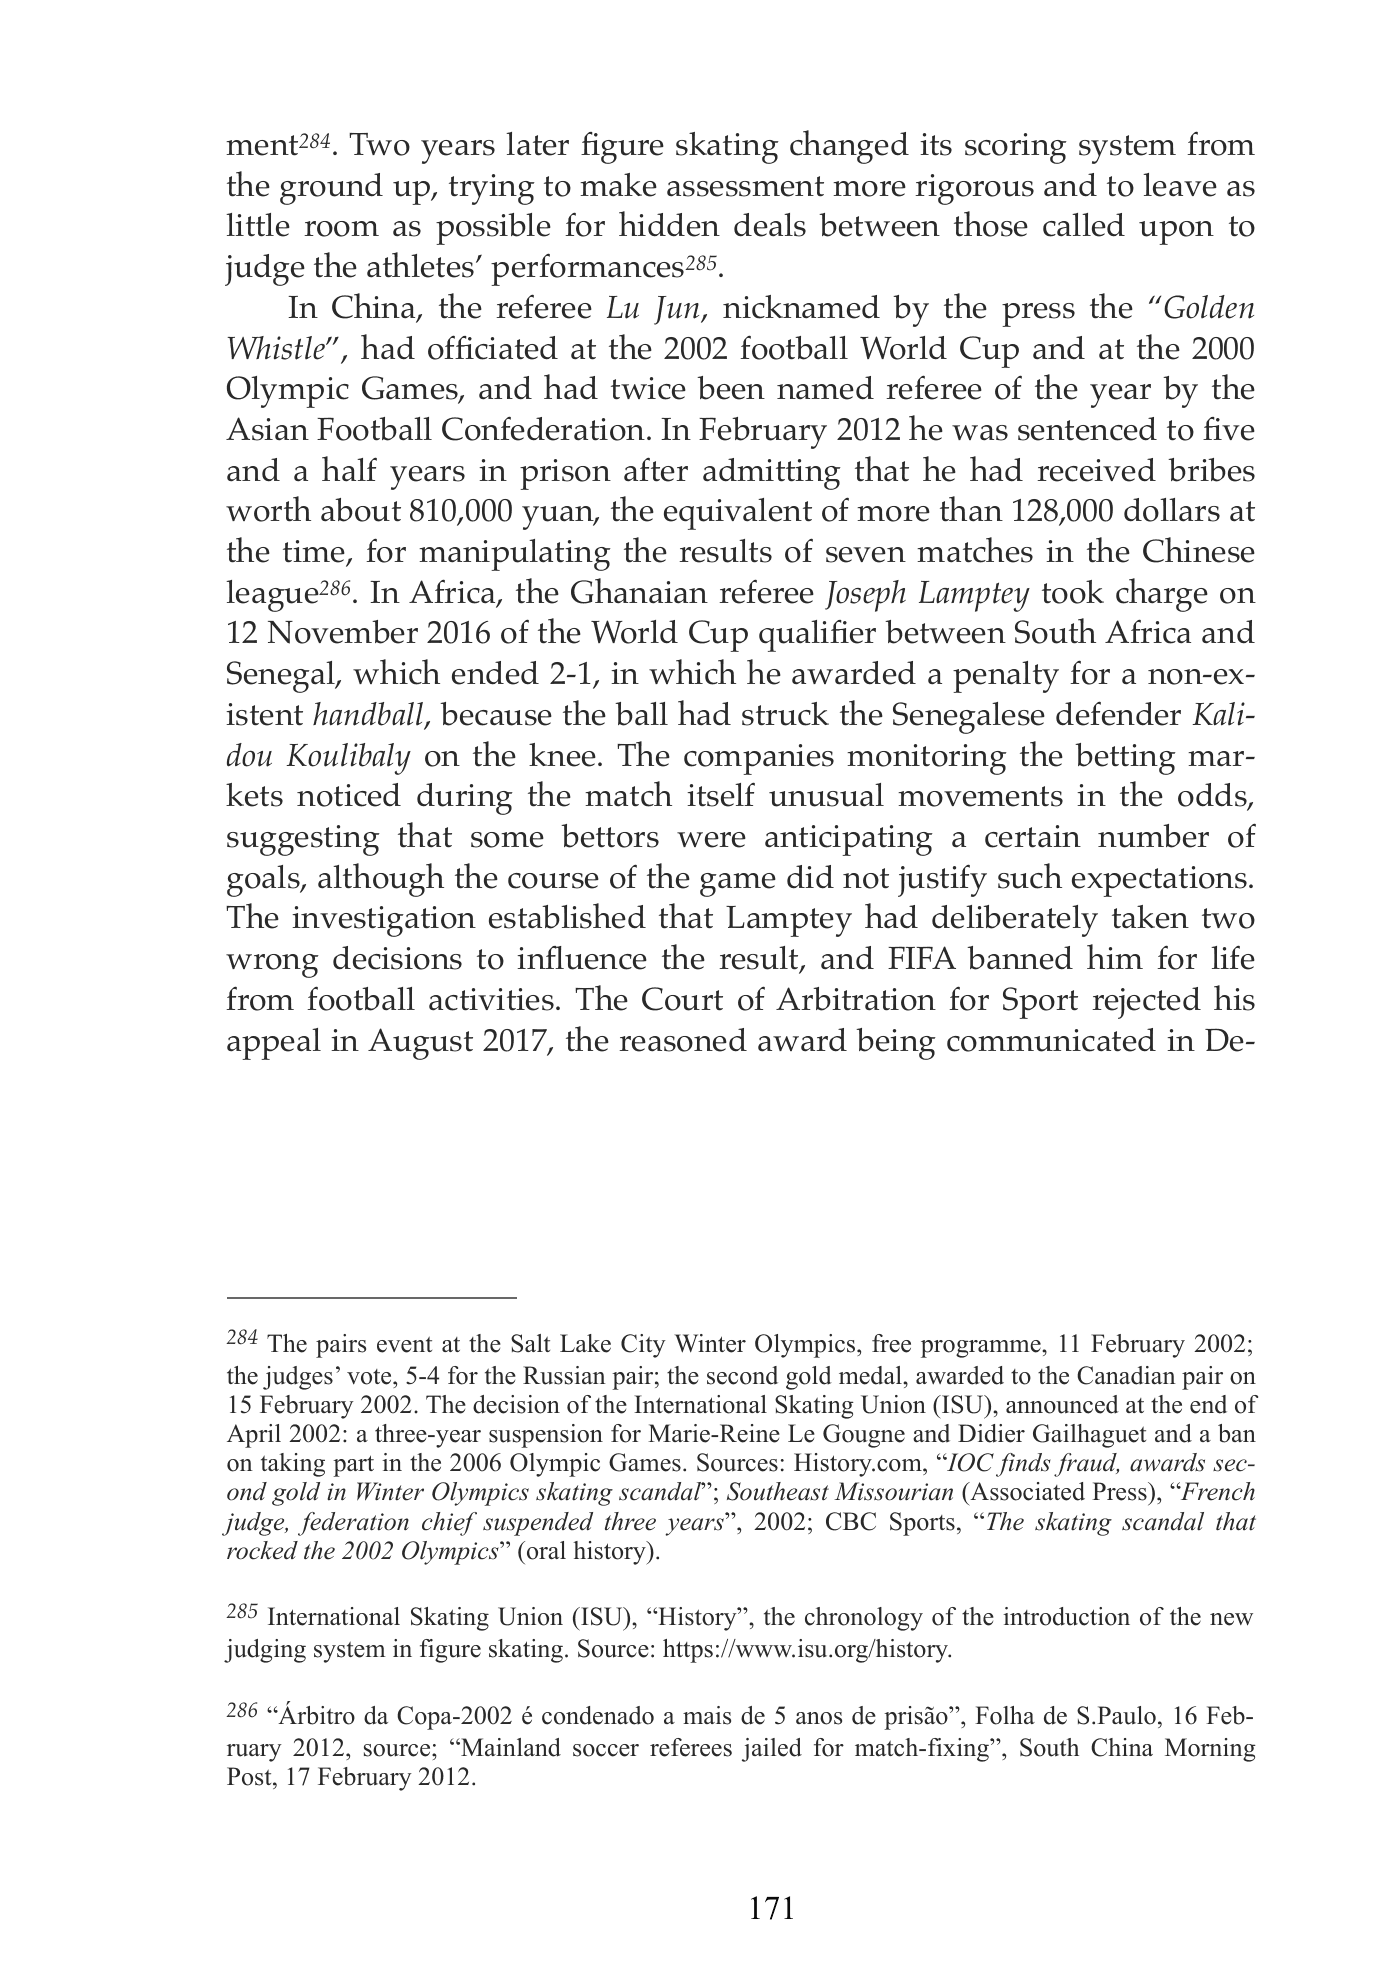 ment284. Two years later figure skating changed its scoring system from
the ground up, trying to make assessment more rigorous and to leave as
little room as possible for hidden deals between those called upon to
judge the athletes’ performances285.
In China, the referee Lu Jun, nicknamed by the press the “Golden
Whistle”, had officiated at the 2002 football World Cup and at the 2000
Olympic Games, and had twice been named referee of the year by the
Asian Football Confederation. In February 2012 he was sentenced to five
and a half years in prison after admitting that he had received bribes
worth about 810,000 yuan, the equivalent of more than 128,000 dollars at
the time, for manipulating the results of seven matches in the Chinese
league286. In Africa, the Ghanaian referee Joseph Lamptey took charge on
12 November 2016 of the World Cup qualifier between South Africa and
Senegal, which ended 2-1, in which he awarded a penalty for a non-ex-
istent handball, because the ball had struck the Senegalese defender Kali-
dou Koulibaly on the knee. The companies monitoring the betting mar-
kets noticed during the match itself unusual movements in the odds,
suggesting that some bettors were anticipating a certain number of
goals, although the course of the game did not justify such expectations.
The investigation established that Lamptey had deliberately taken two
wrong decisions to influence the result, and FIFA banned him for life
from football activities. The Court of Arbitration for Sport rejected his
appeal in August 2017, the reasoned award being communicated in De-
284 The pairs event at the Salt Lake City Winter Olympics, free programme, 11 February 2002;
the judges’ vote, 5-4 for the Russian pair; the second gold medal, awarded to the Canadian pair on
15 February 2002. The decision of the International Skating Union (ISU), announced at the end of
April 2002: a three-year suspension for Marie-Reine Le Gougne and Didier Gailhaguet and a ban
on taking part in the 2006 Olympic Games. Sources: History.com, “IOC finds fraud, awards sec-
ond gold in Winter Olympics skating scandal”; Southeast Missourian (Associated Press), “French
judge, federation chief suspended three years”, 2002; CBC Sports, “The skating scandal that
rocked the 2002 Olympics” (oral history).
285 International Skating Union (ISU), “History”, the chronology of the introduction of the new
judging system in figure skating. Source: https://www.isu.org/history.
286 “Árbitro da Copa-2002 é condenado a mais de 5 anos de prisão”, Folha de S.Paulo, 16 Feb-
ruary 2012, source; “Mainland soccer referees jailed for match-fixing”, South China Morning
Post, 17 February 2012.
171